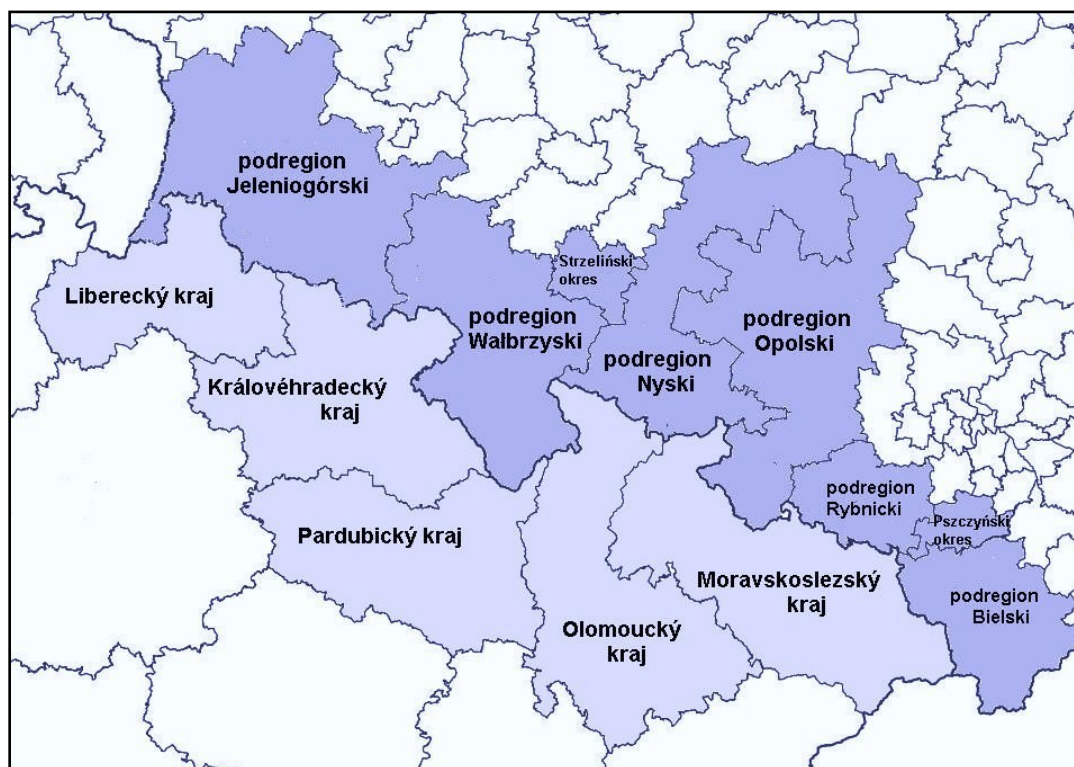 podregion
Jeleniogórski
Strzeliński
okres
Liberecký kraj
podregion
Wałbrzyski
podregion
Opolski
podregion
Nyski
Královéhradecký
kraj
podregion
Rybnicki
Pszczyński
okres
Pardubický kraj
Moravskoslezský
kraj
podregion
Bielski
Olomoucký
kraj